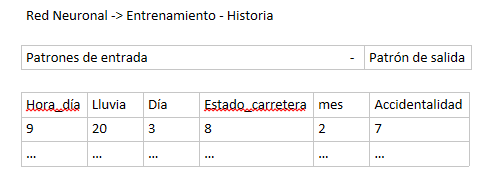 Red Neuronal -> Entrenamiento - Historia
Patrones de entrada - Patrón de salida
Hora_día Lluvia Día Estado_carretera mes Accidentalidad
9 20 3 8 2 7
... ... ... ... ... ...